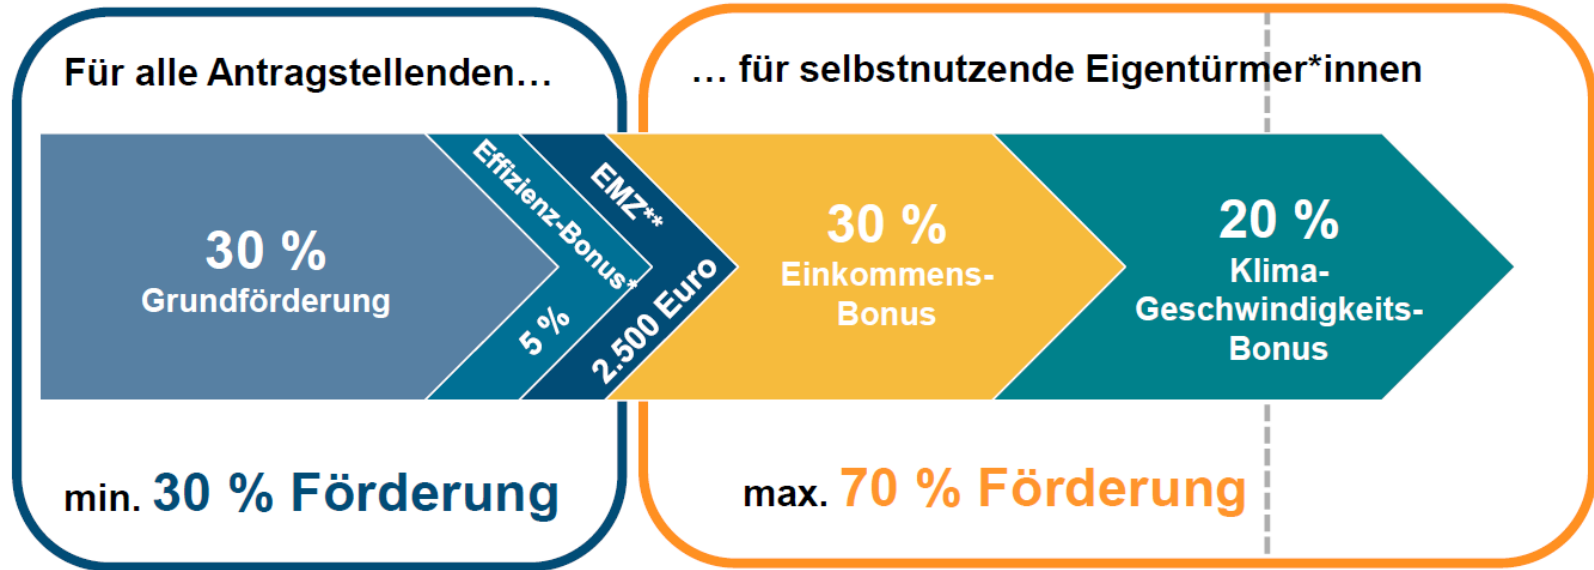 Für alle Antragstellenden…
… für selbstnutzende Eigentürmer*innen
30 %
Grundförderung
Effizienz-Bonus*
5 %
EMZ**
2.500 Euro
30 %
Einkommens-
Bonus
20 %
Klima-
Geschwindigkeits-
Bonus
min. 30 % Förderung
max. 70 % Förderung